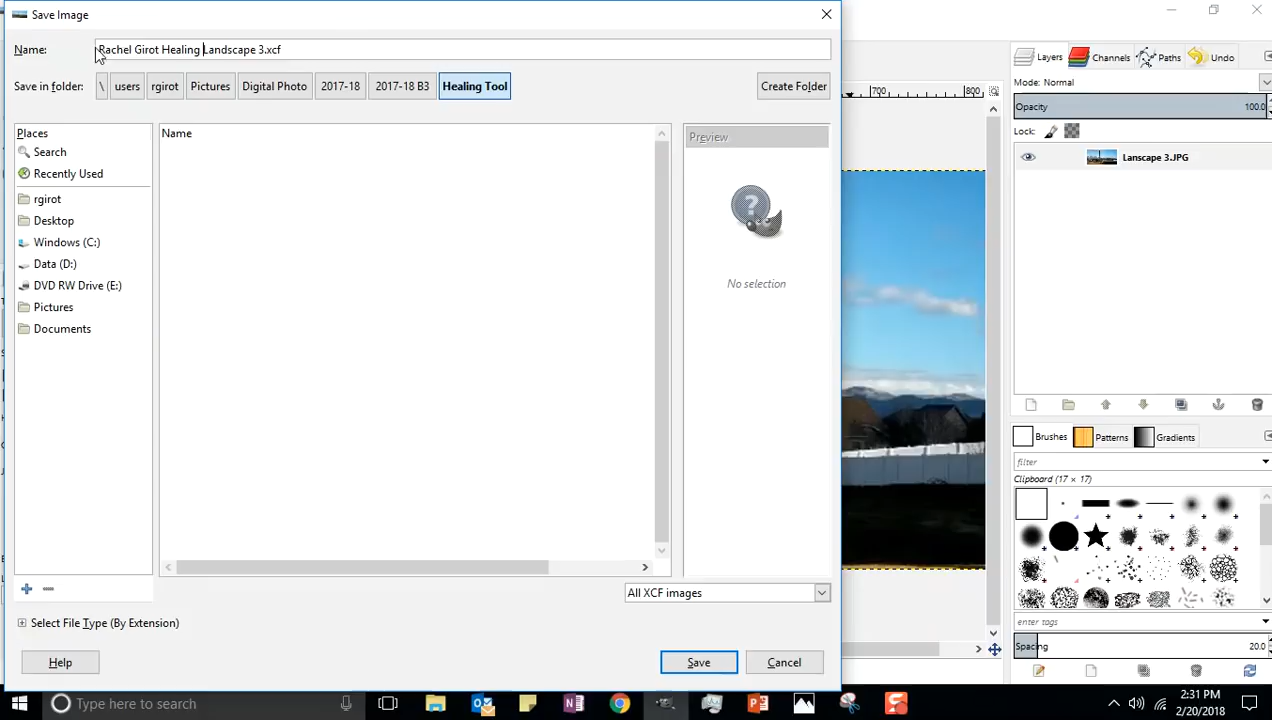 Save Image
Name: Rachel Girot Healing Landscape 3.xcf
Save in folder: \ users rgirot Pictures Digital Photo 2017-18 2017-18 B3 Healing Tool Create Folder
Places
Search
Recently Used
rgirot
Desktop
Windows (C:)
Data (D:)
DVD RW Drive (E:)
Pictures
Documents
Name
Preview
No selection
All XCF images
Select File Type (By Extension)
Help
Save
Cancel
700
800
Layers Channels Paths Undo
Mode: Normal
Opacity 100.0
Lock:
Lanscape 3.JPG
Brushes Patterns Gradients
filter
Clipboard (17 × 17)
enter tags
Spacing 20.0
Type here to search
2:31 PM
2/20/2018